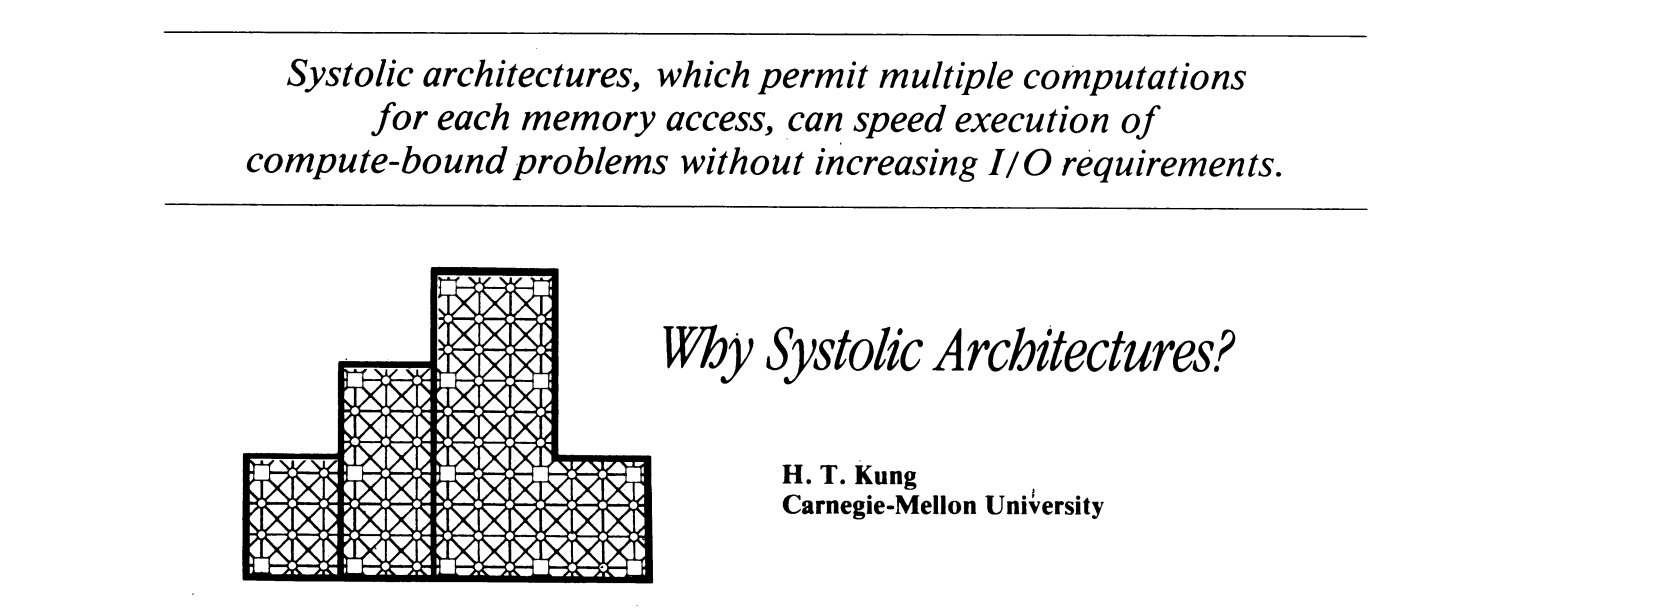 Systolic architectures, which permit multiple computations
for each memory access, can speed execution of
compute-bound problems without increasing I/O requirements.
Why Systolic Architectures?
H. T. Kung
Carnegie-Mellon University